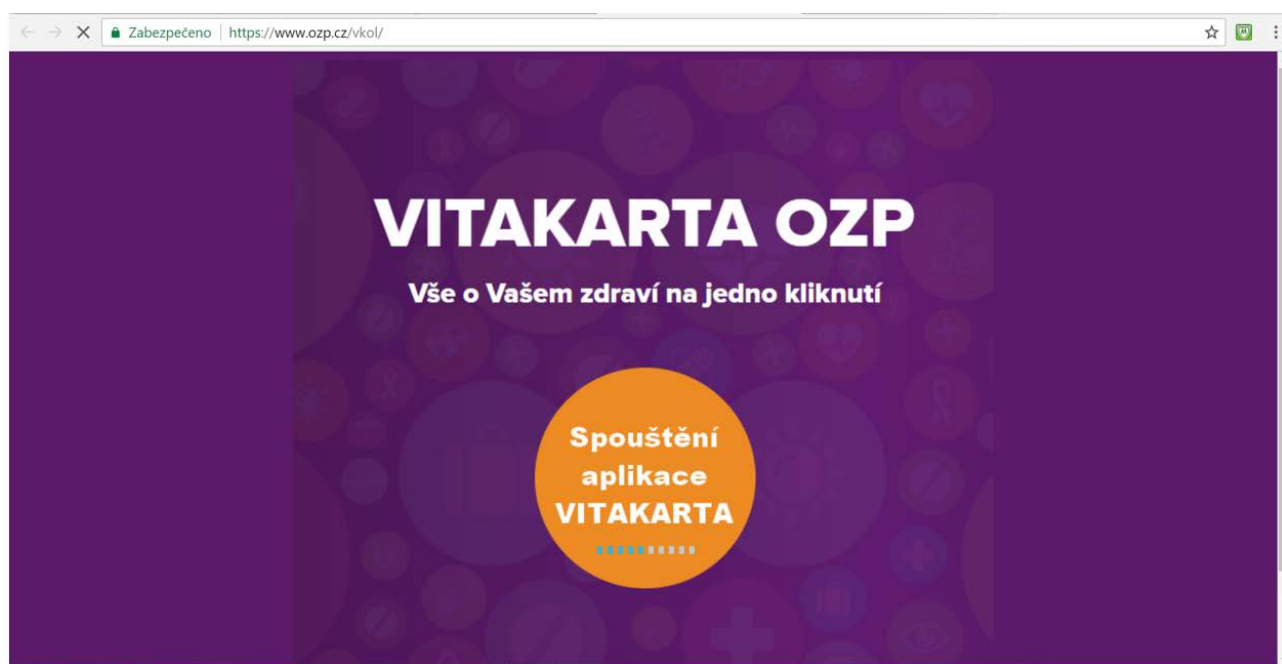 Zabezpečeno | https://www.ozp.cz/vkol/
VITAKARTA OZP
Vše o Vašem zdraví na jedno kliknutí
Spouštění
aplikace
VITAKARTA